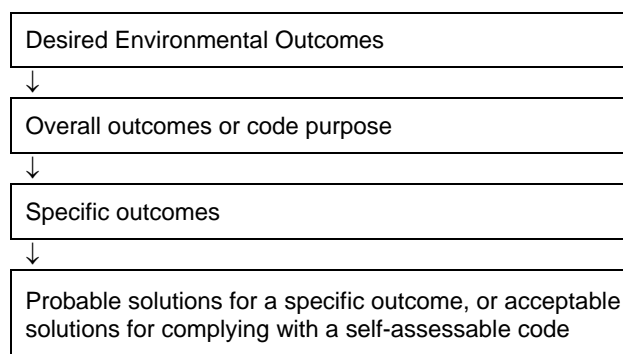 Desired Environmental Outcomes
↓
Overall outcomes or code purpose
↓
Specific outcomes
↓
Probable solutions for a specific outcome, or acceptable
solutions for complying with a self-assessable code